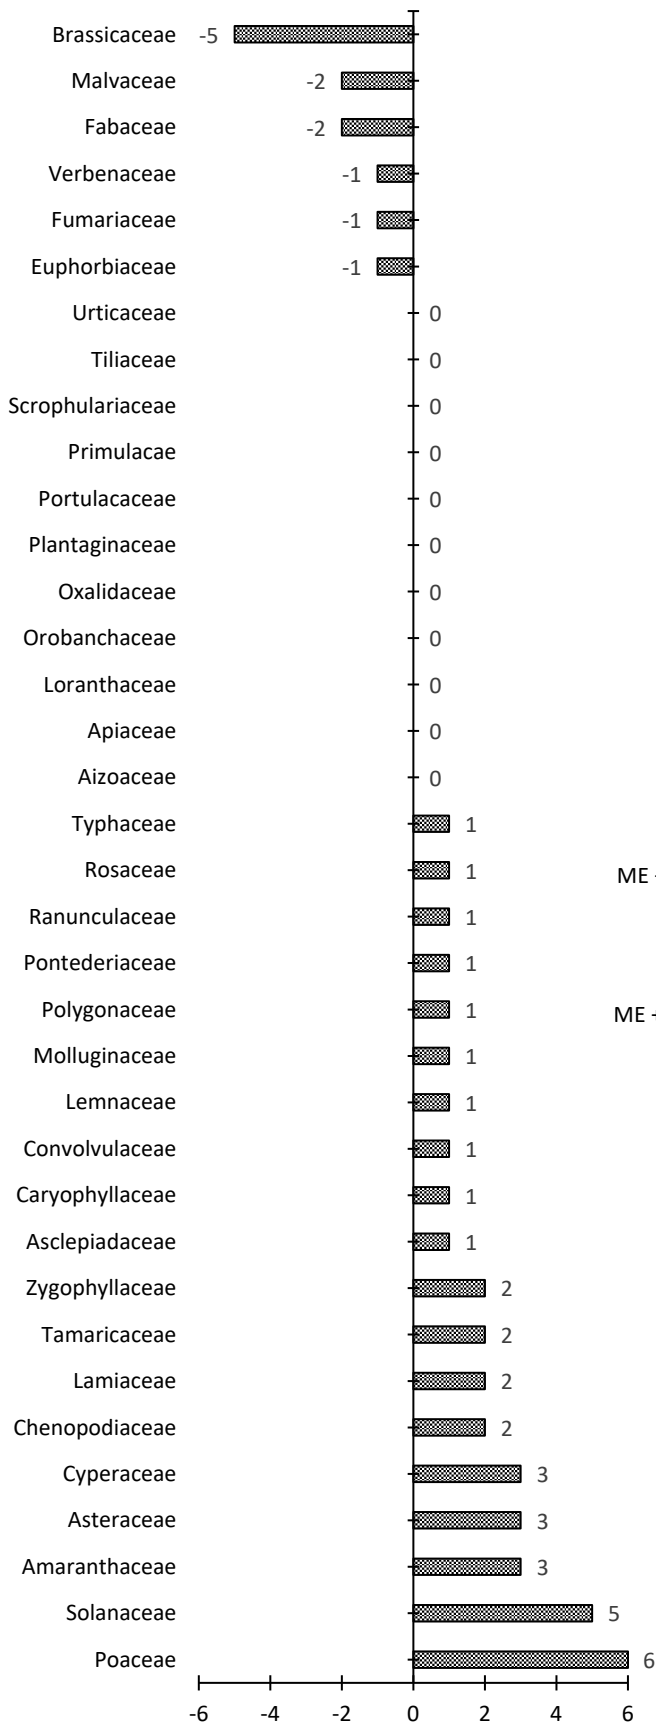 Brassicaceae -5
Malvaceae -2
Fabaceae -2
Verbenaceae -1
Fumariaceae -1
Euphorbiaceae -1
Urticaceae 0
Tiliaceae 0
Scrophulariaceae 0
Primulacae 0
Portulacaceae 0
Plantaginaceae 0
Oxalidaceae 0
Orobanchaceae 0
Loranthaceae 0
Apiaceae 0
Aizoaceae 0
Typhaceae 1
Rosaceae 1
ME -
Ranunculaceae 1
Pontederiaceae 1
Polygonaceae 1
ME +
Molluginaceae 1
Lemnaceae 1
Convolvulaceae 1
Caryophyllaceae 1
Asclepiadaceae 1
Zygophyllaceae 2
Tamaricaceae 2
Lamiaceae 2
Chenopodiaceae 2
Cyperaceae 3
Asteraceae 3
Amaranthaceae 3
Solanaceae 5
Poaceae 6
-6 -4 -2 0 2 4 6